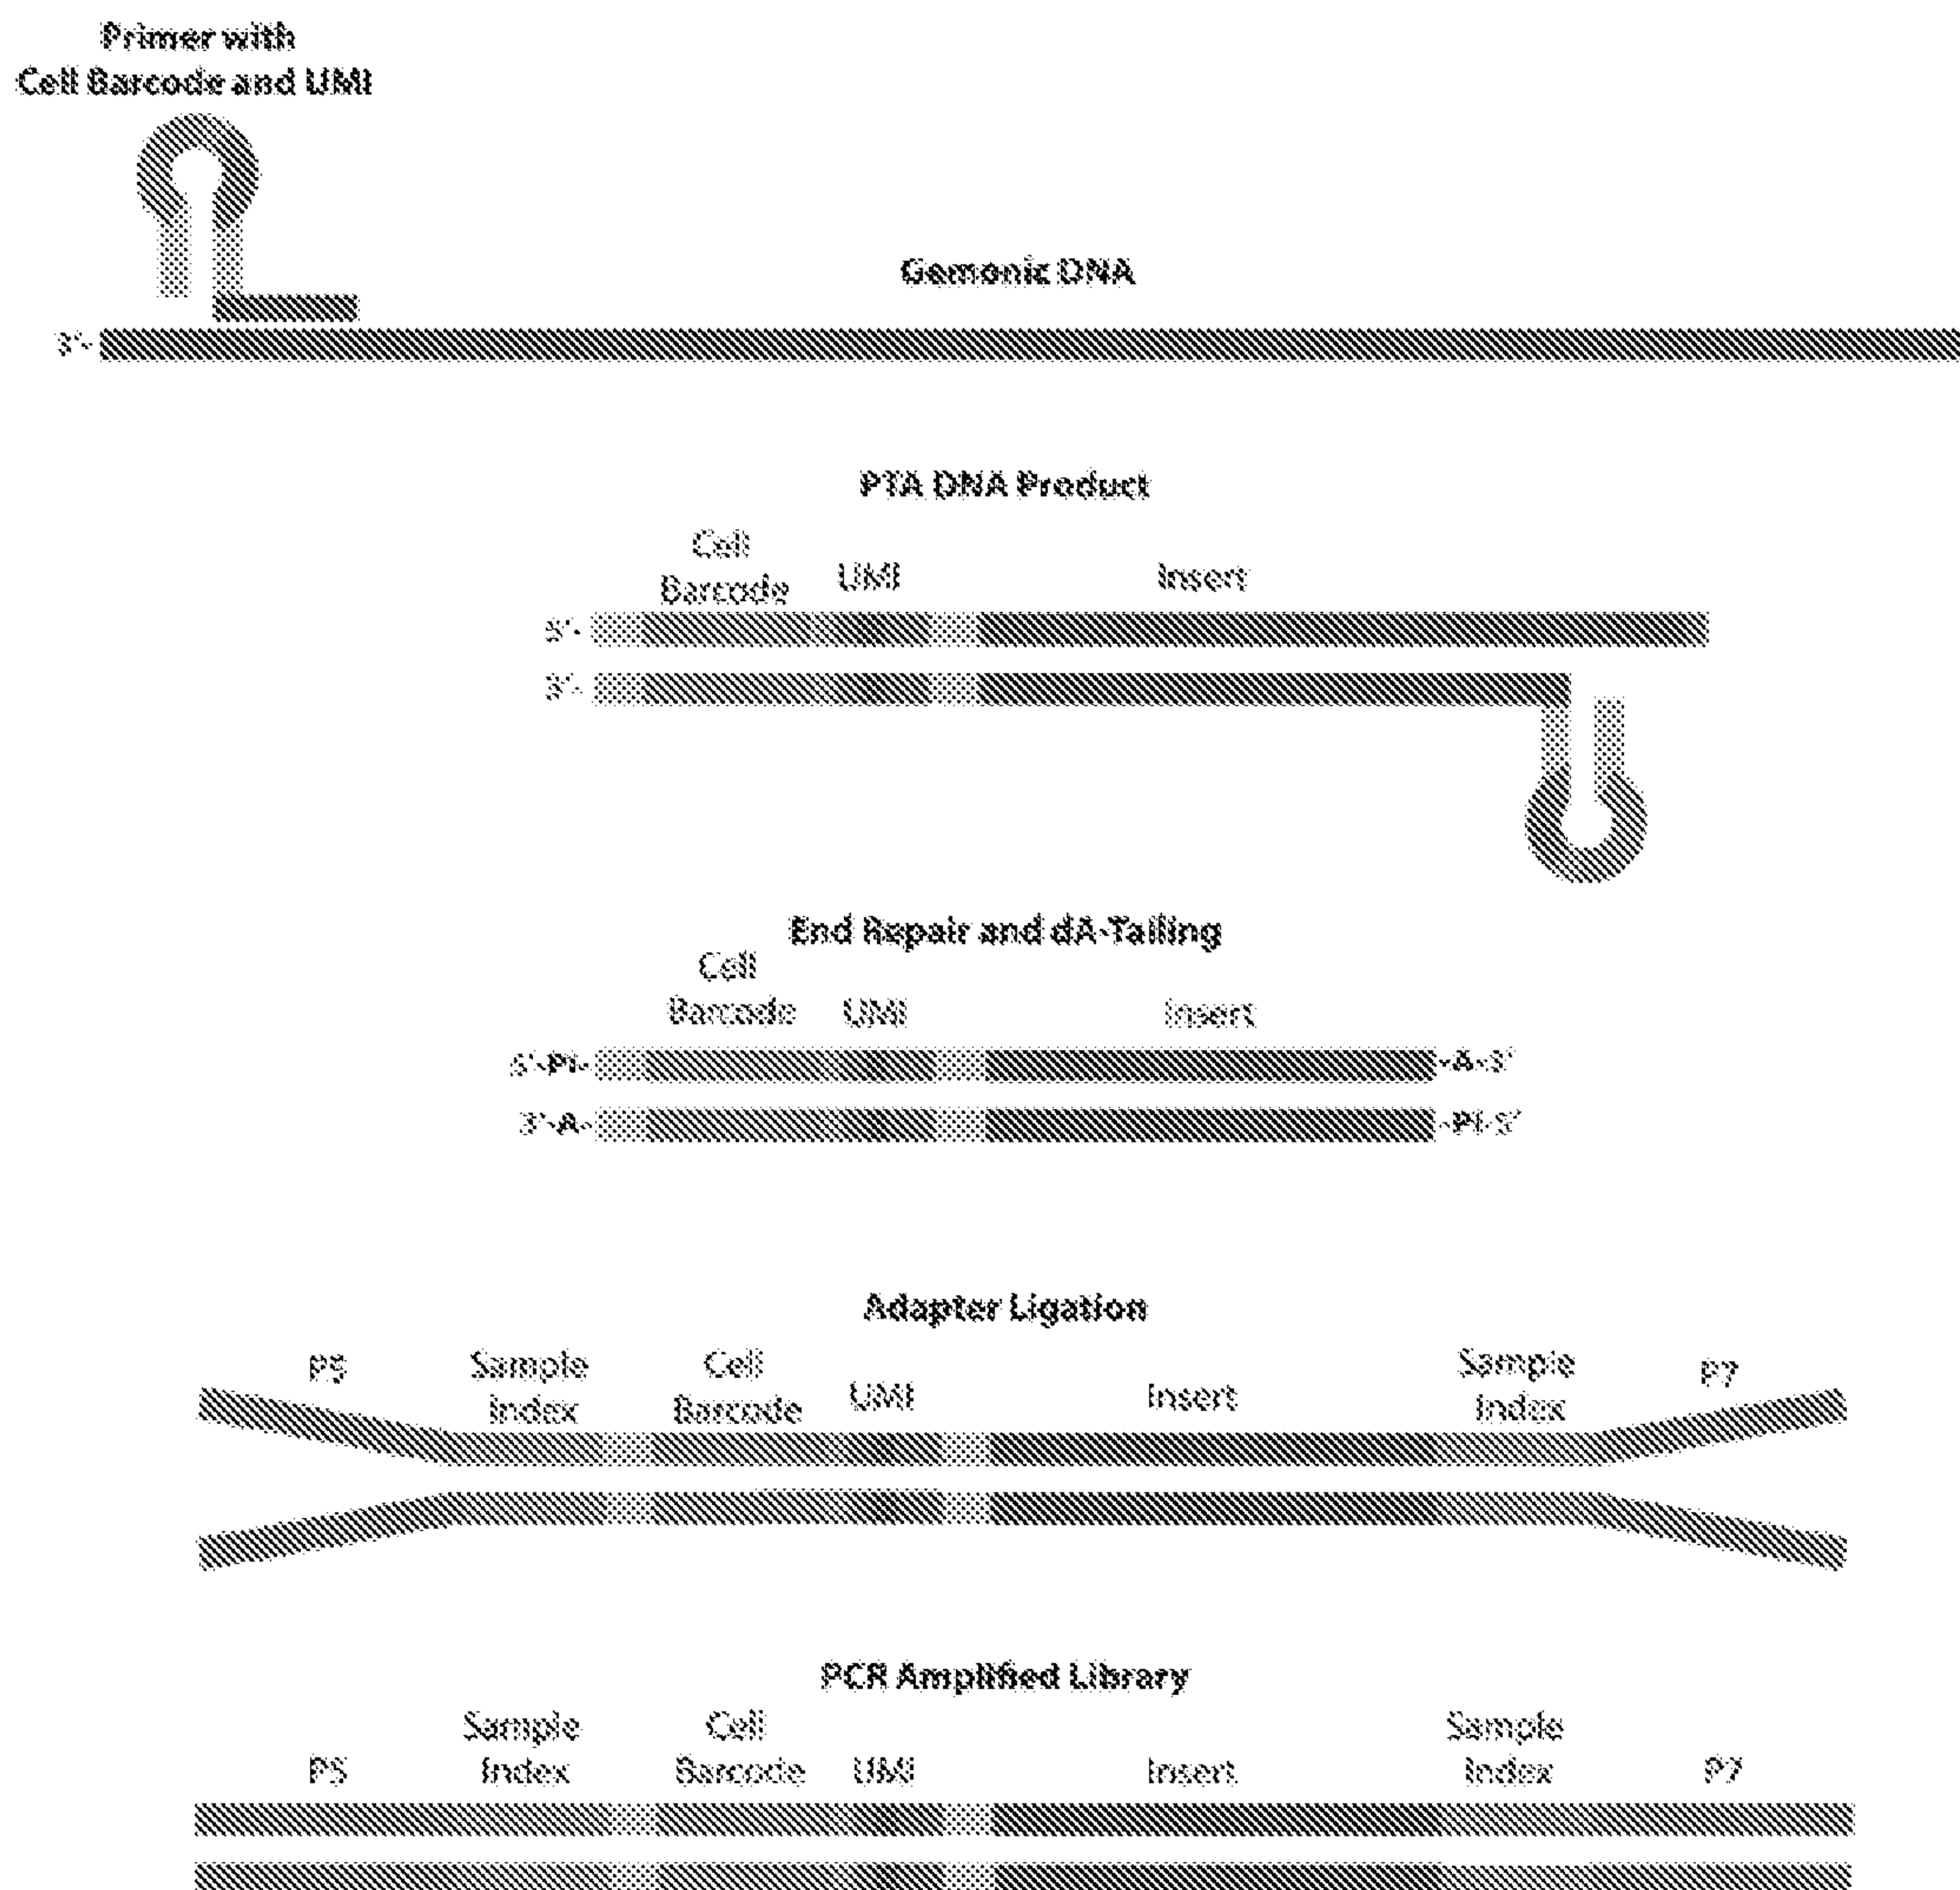 Primer with
Cell Barcode and UMI
Gemonic DNA
3'-
PTA DNA Product
Cell
Barcode
UMI
Insert
5'-
3'-
End Repair and dA-Tailing
Cell
Barcode
UMI
Insert
5'-Pi-
-A-3'
3'-A-
-Pi-5'
Adapter Ligation
P5
Sample
Index
Cell
Barcode
UMI
Insert
Sample
Index
P7
PCR Amplified Library
P5
Sample
Index
Cell
Barcode
UMI
Insert
Sample
Index
P7